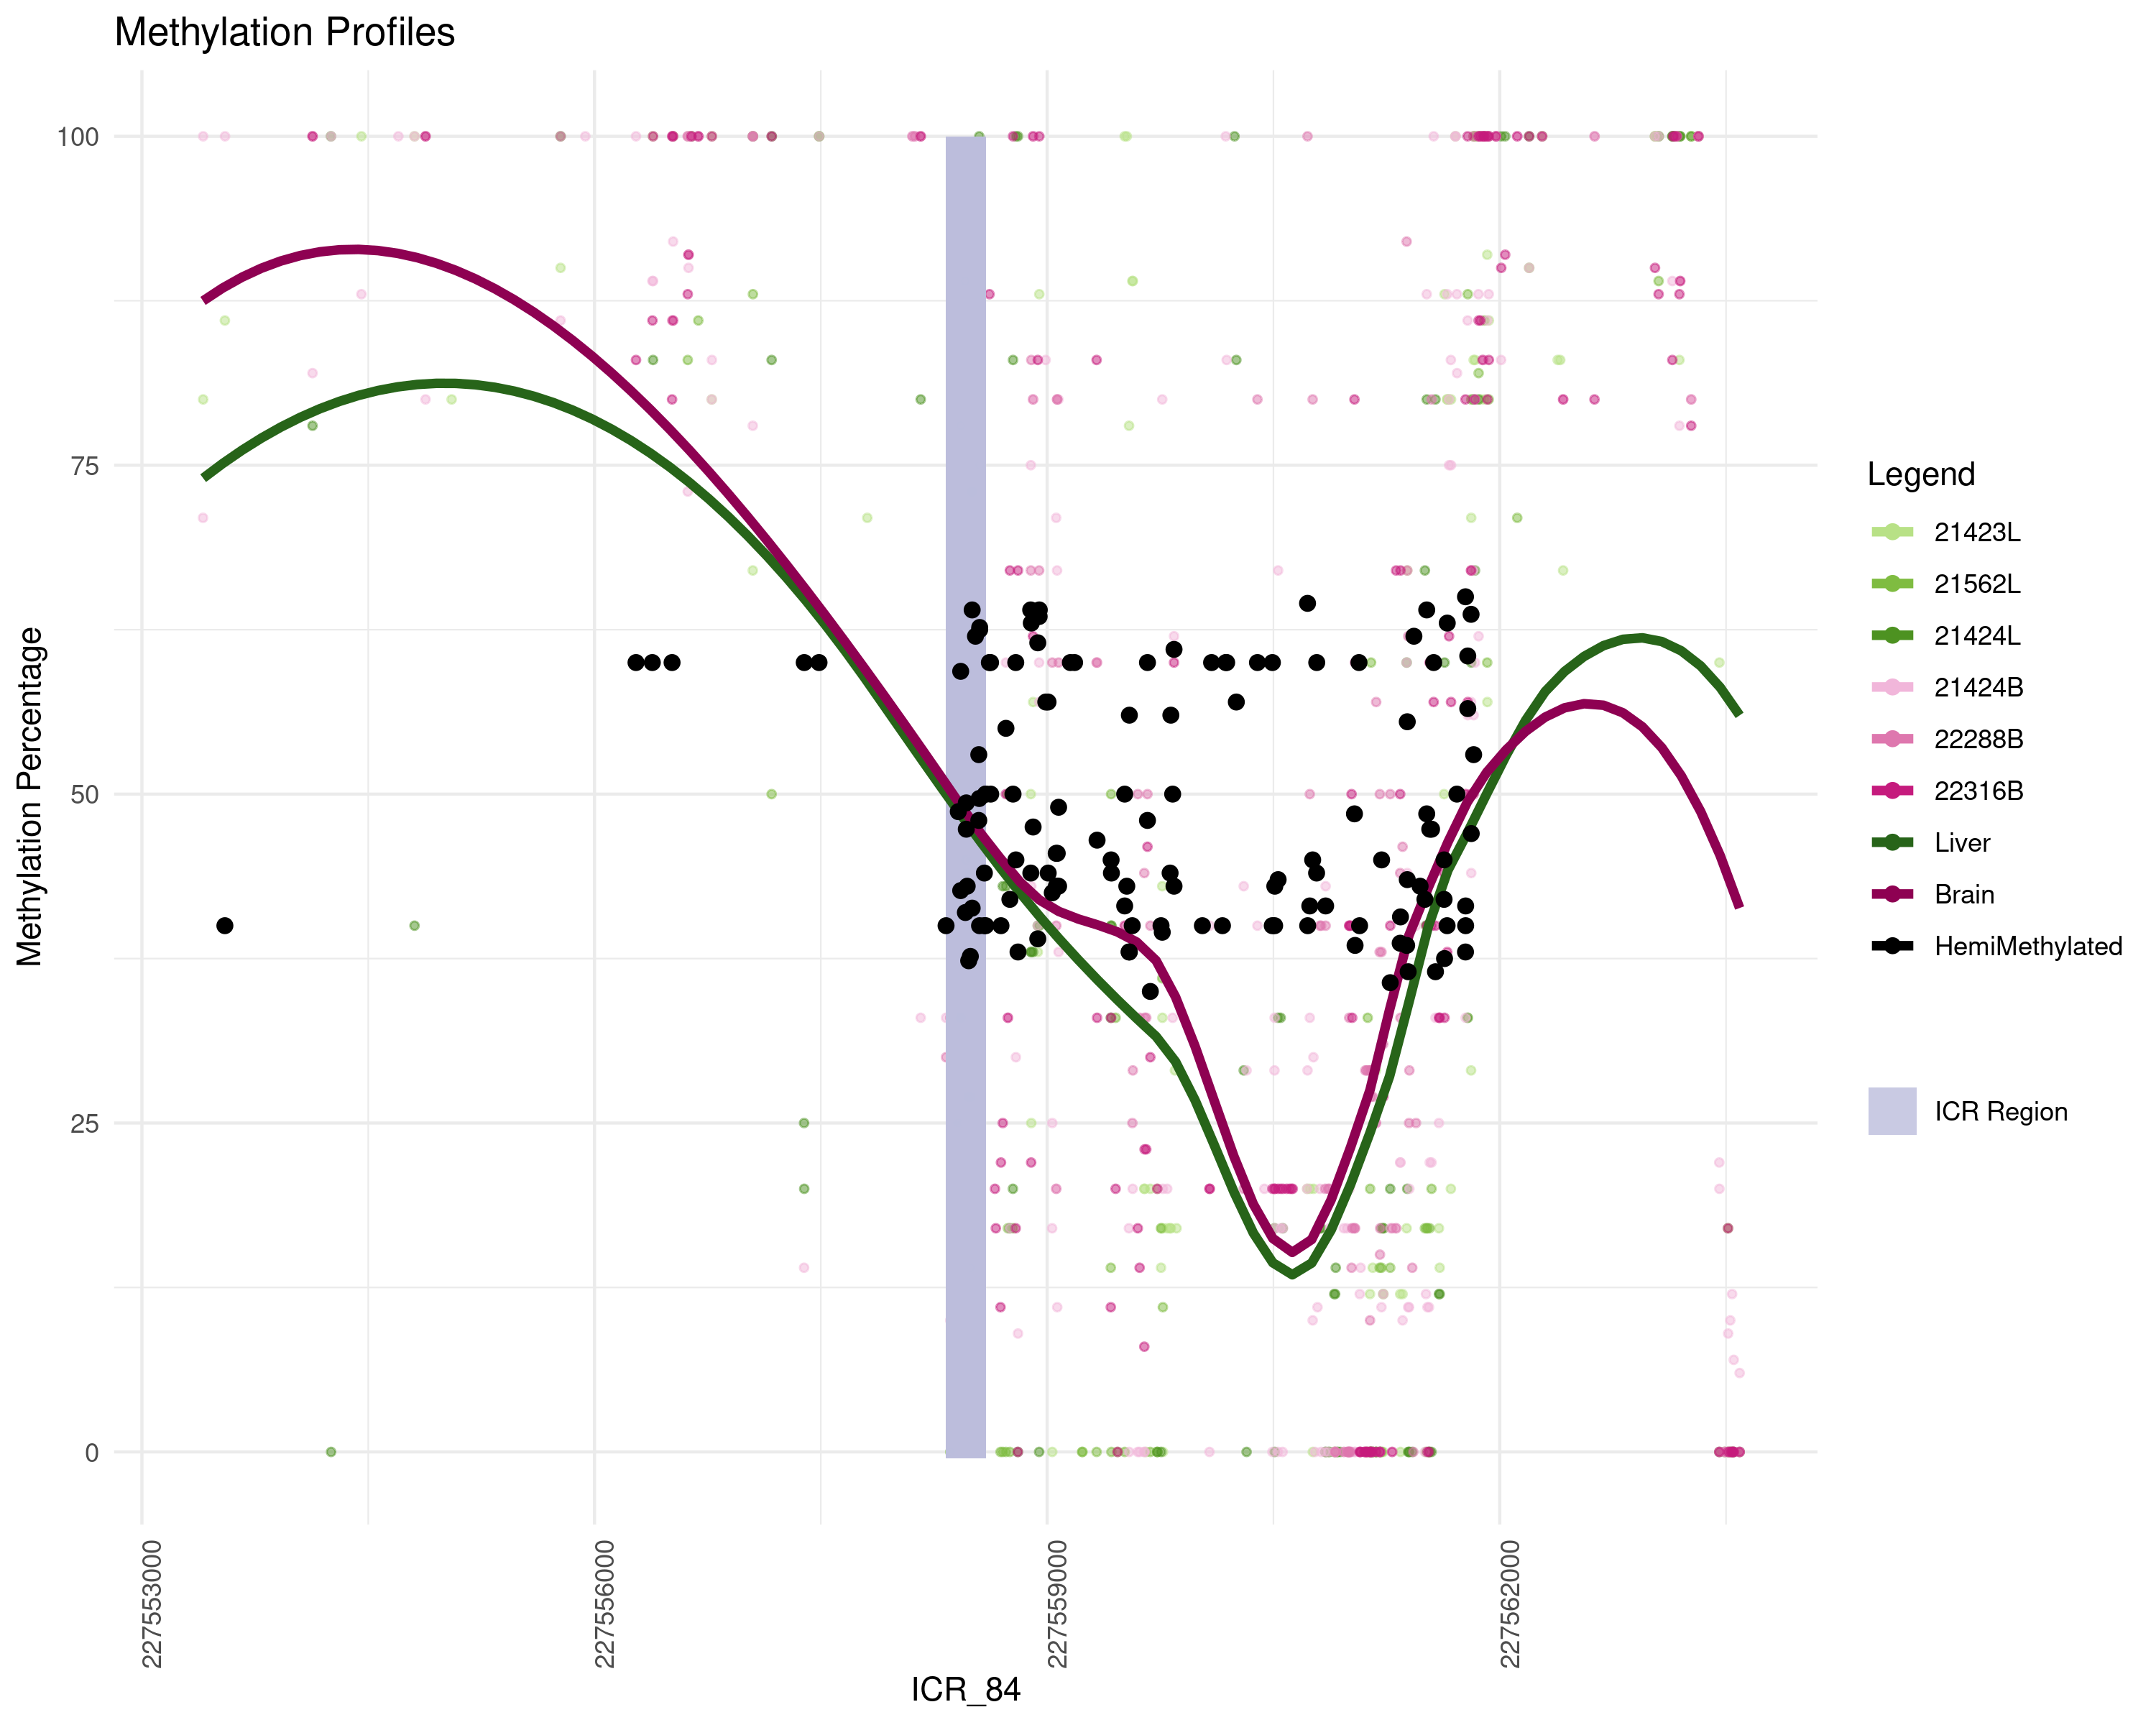 Methylation Profiles
100
75
50
25
0
Methylation Percentage
227553000
227556000
227559000
227562000
ICR_84
Legend
21423L
21562L
21424L
21424B
22288B
22316B
Liver
Brain
HemiMethylated
ICR Region